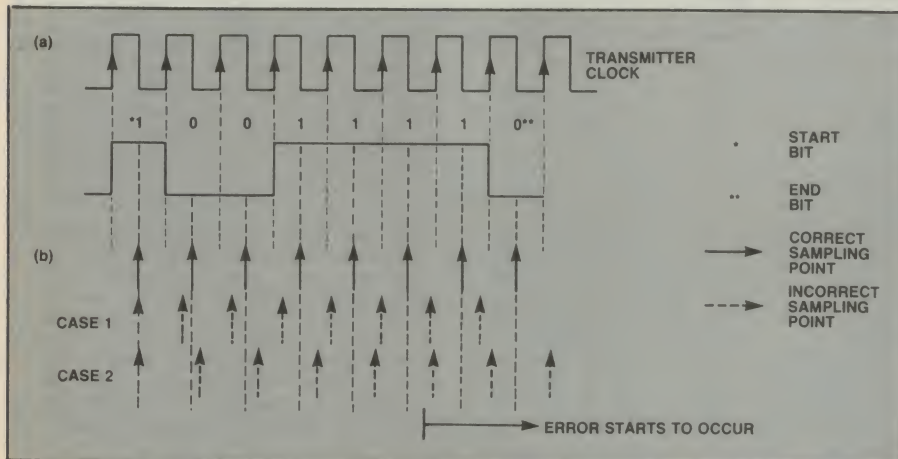 (a)
TRANSMITTER
CLOCK
*1 0 0 1 1 1 1 0**
* START
BIT
** END
BIT
(b)
CORRECT
SAMPLING
POINT
INCORRECT
SAMPLING
POINT
CASE 1
CASE 2
ERROR STARTS TO OCCUR